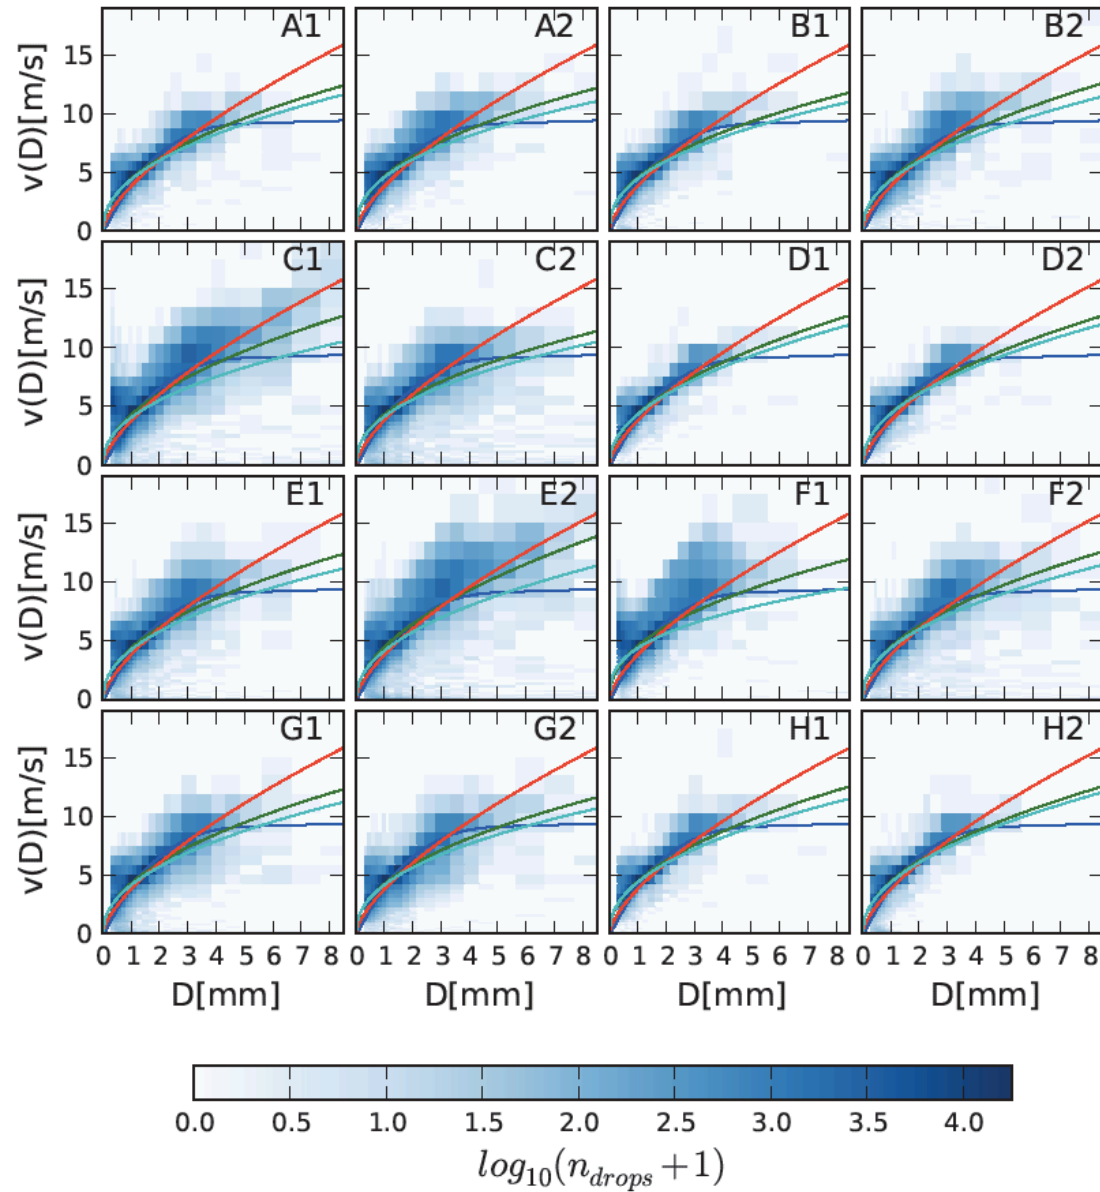 A1 A2 B1 B2
v(D)[m/s]
15
10
5
0
C1 C2 D1 D2
v(D)[m/s]
15
10
5
0
E1 E2 F1 F2
v(D)[m/s]
15
10
5
0
G1 G2 H1 H2
v(D)[m/s]
15
10
5
0
0 1 2 3 4 5 6 7 8 0 1 2 3 4 5 6 7 8 0 1 2 3 4 5 6 7 8 0 1 2 3 4 5 6 7 8
D[mm] D[mm] D[mm] D[mm]
0.0 0.5 1.0 1.5 2.0 2.5 3.0 3.5 4.0
log10(ndrops+1)